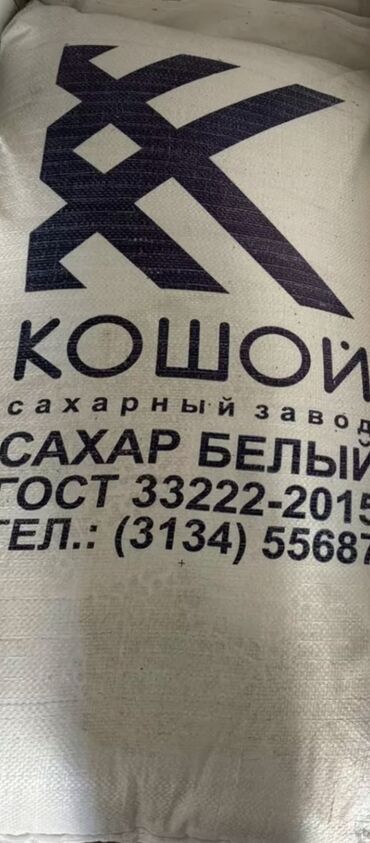 КОШОЙ
сахарный завод
САХАР БЕЛЫЙ
ГОСТ 33222-2015
ТЕЛ.: (3134) 55687